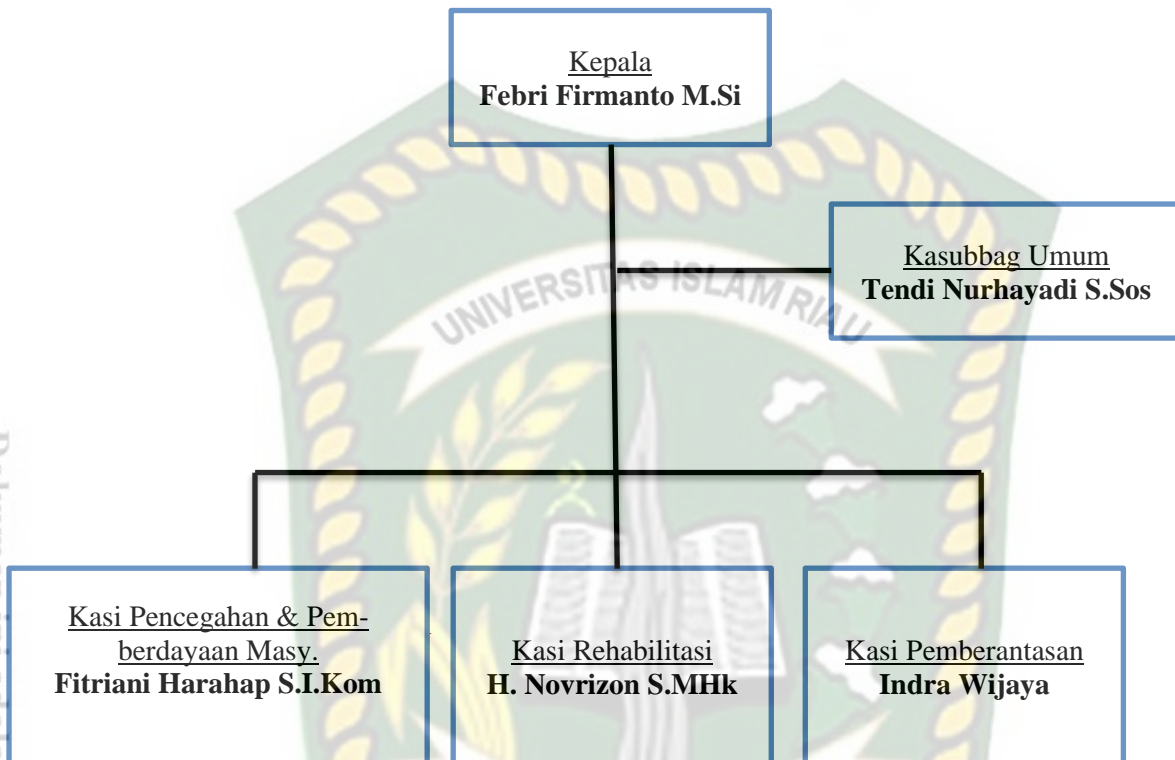 Kepala
Febri Firmanto M.Si
Kasubbag Umum
Tendi Nurhayadi S.Sos
UNIVERSITAS ISLAM RIAU
Kasi Pencegahan & Pem-
berdayaan Masy.
Fitriani Harahap S.I.Kom
Kasi Rehabilitasi
H. Novrizon S.MHk
Kasi Pemberantasan
Indra Wijaya